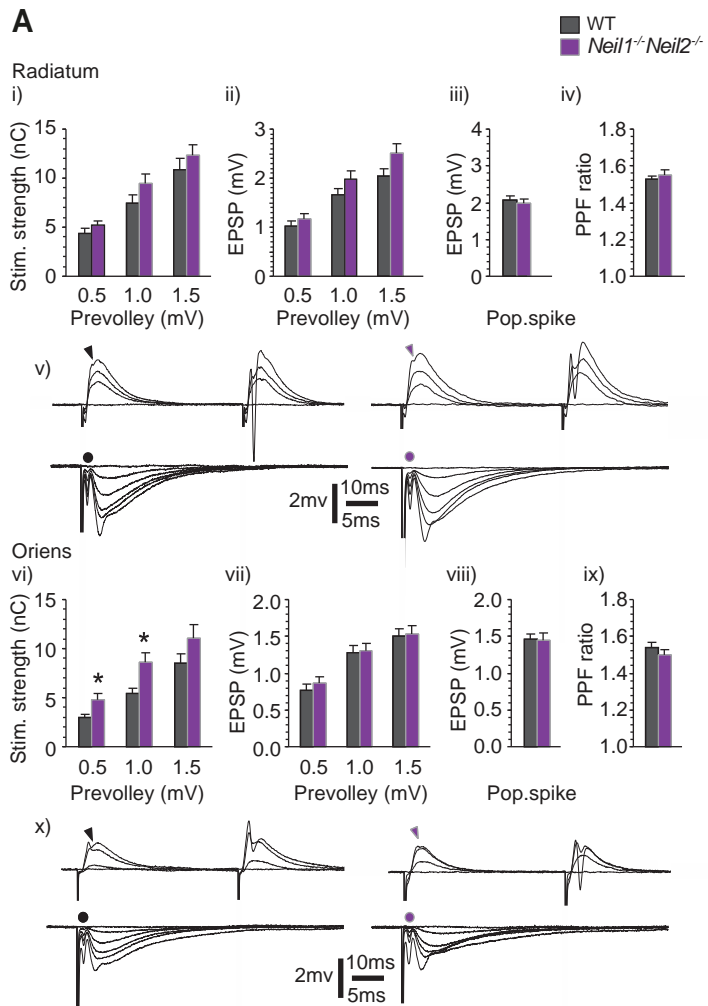 A
WT
Neil1-/-Neil2-/-
Radiatum
i)
ii)
iii)
iv)
Stim. strength (nC)
15
10
5
0
0.5 1.0 1.5
Prevolley (mV)
EPSP (mV)
3
2
1
0
0.5 1.0 1.5
Prevolley (mV)
EPSP (mV)
4
3
2
1
0
Pop.spike
PPF ratio
1.8
1.6
1.4
1.2
1.0
v)
2mv
10ms
5ms
Oriens
vi)
vii)
viii)
ix)
Stim. strength (nC)
15
10
5
0
* *
0.5 1.0 1.5
Prevolley (mV)
EPSP (mV)
2.0
1.5
1.0
0.5
0.0
0.5 1.0 1.5
Prevolley (mV)
EPSP (mV)
2.0
1.5
1.0
0.5
0.0
Pop.spike
PPF ratio
1.8
1.6
1.4
1.2
1.0
x)
2mv
10ms
5ms